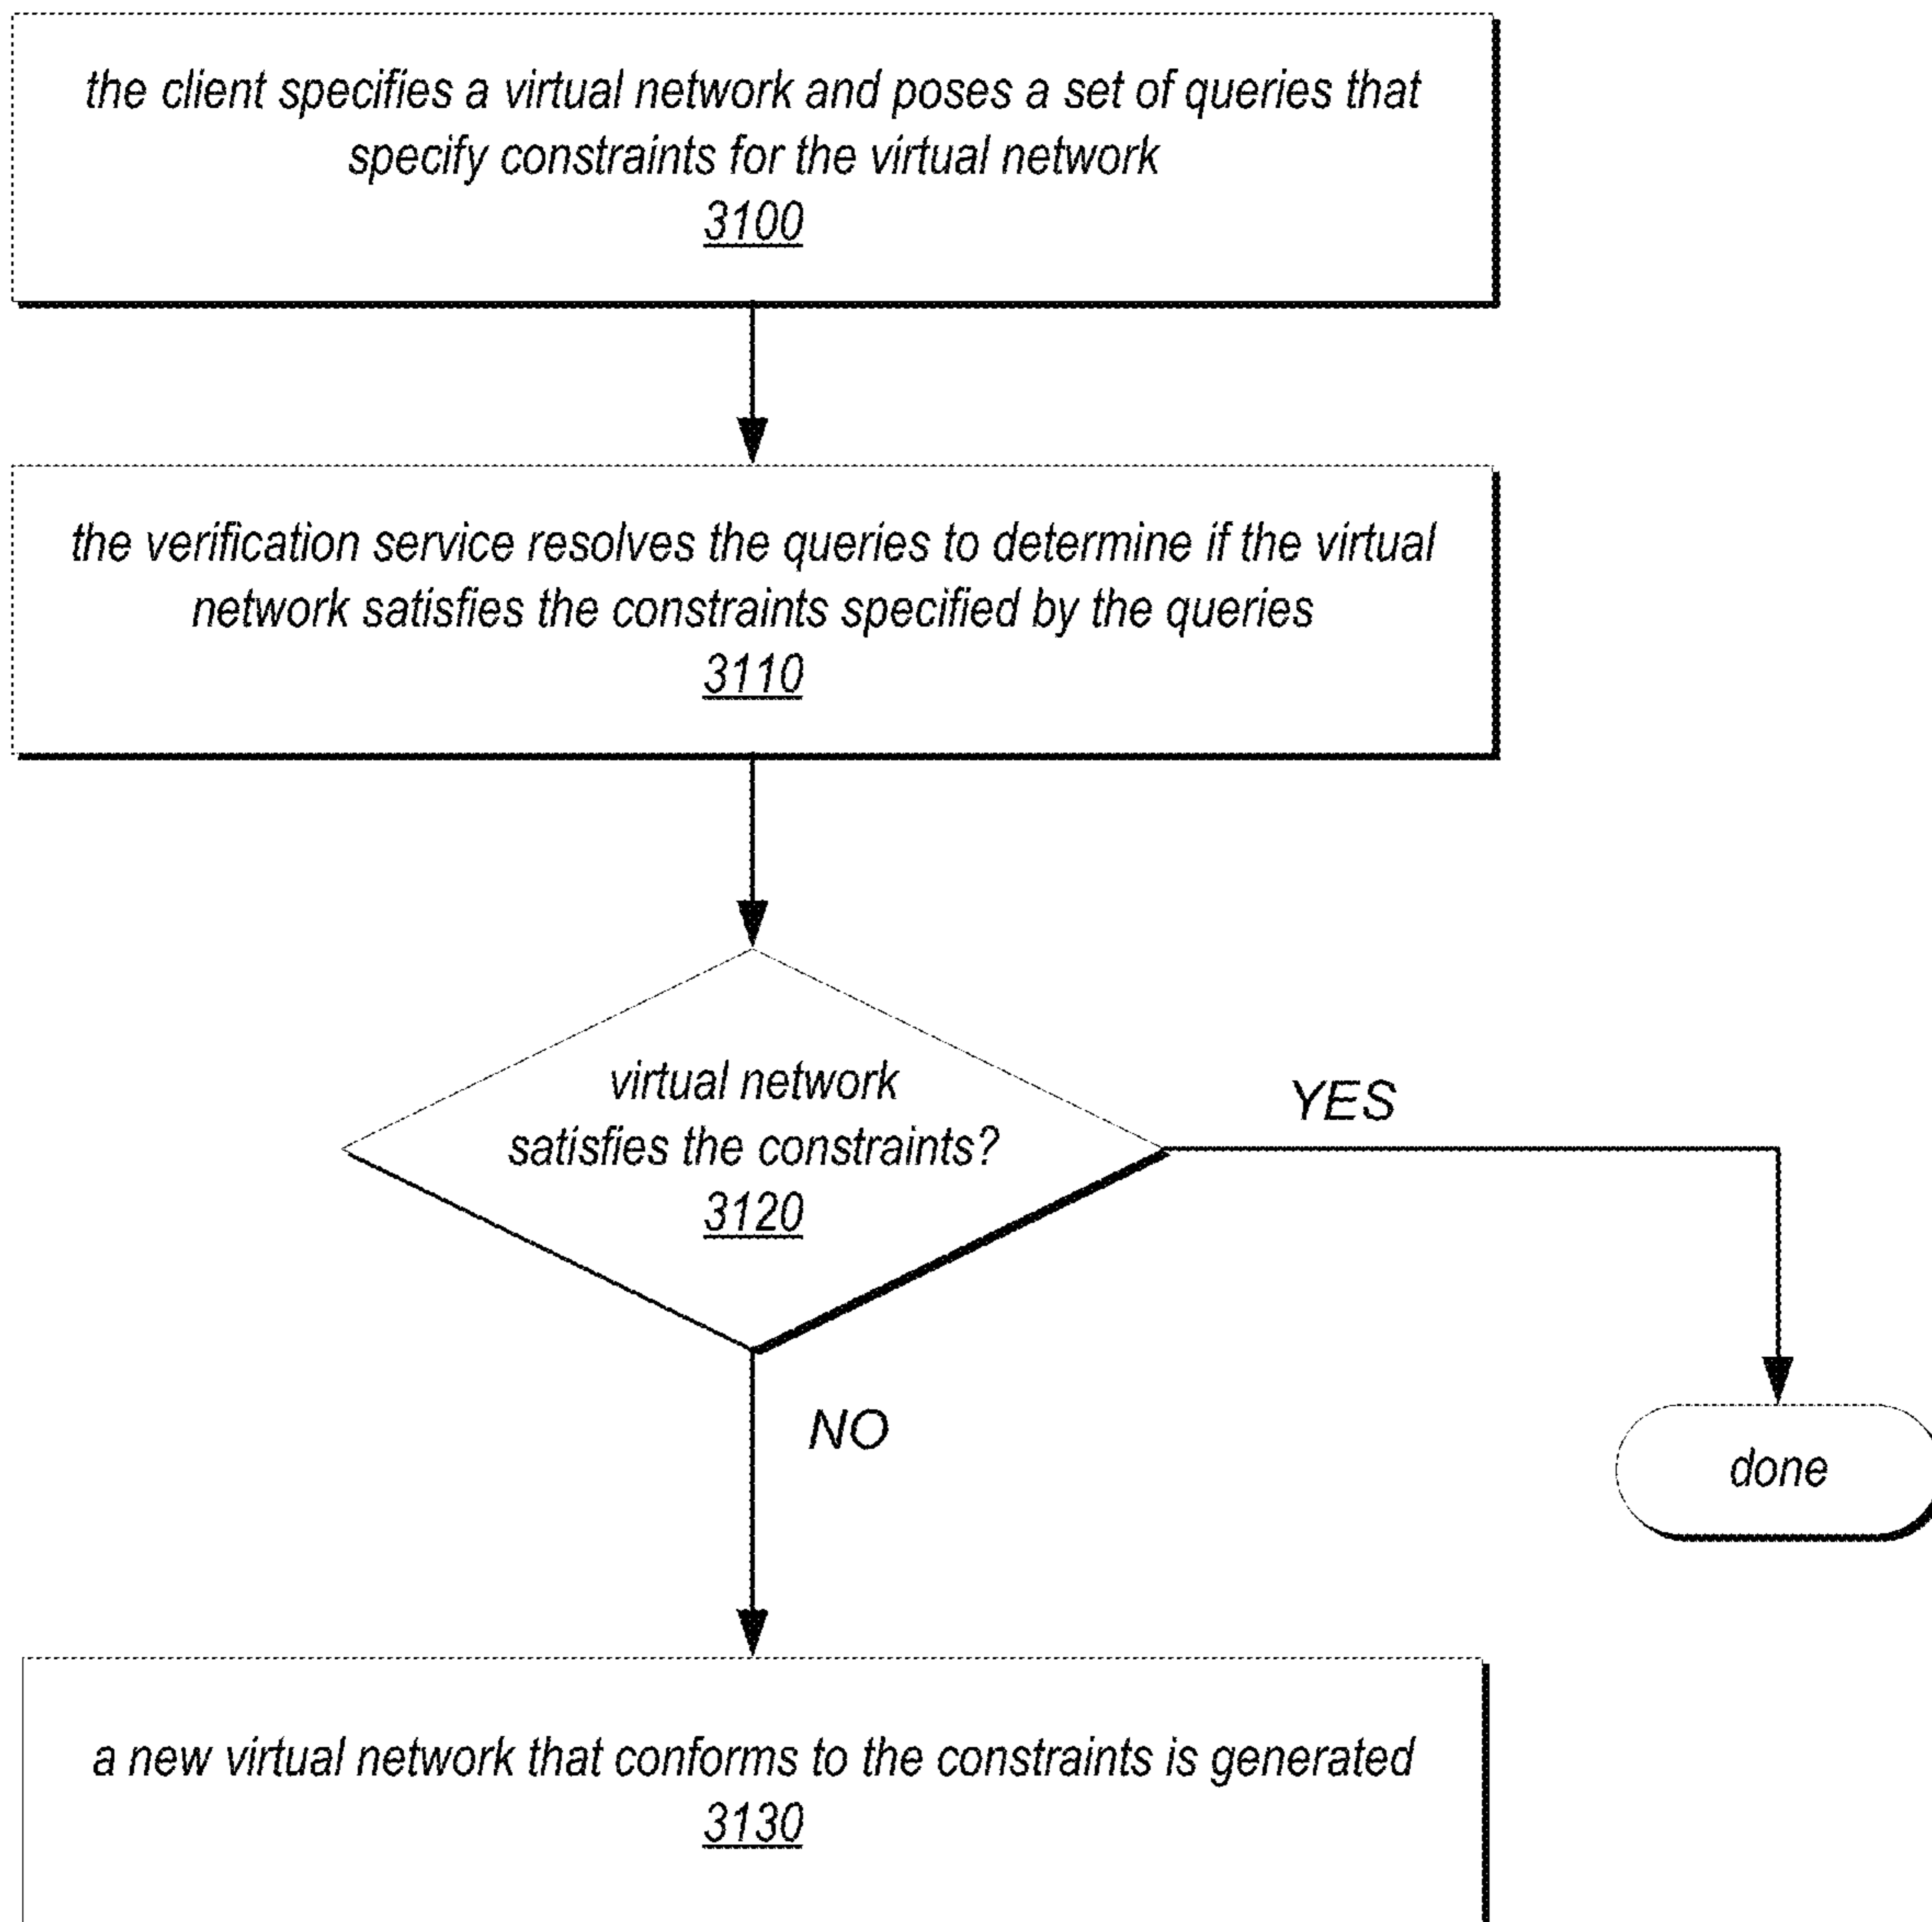 the client specifies a virtual network and poses a set of queries that
specify constraints for the virtual network
3100
the verification service resolves the queries to determine if the virtual
network satisfies the constraints specified by the queries
3110
virtual network
satisfies the constraints?
3120
YES
NO
done
a new virtual network that conforms to the constraints is generated
3130